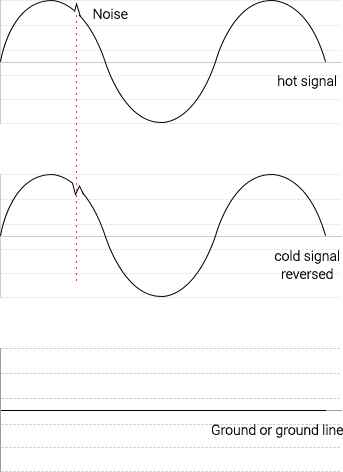 Noise
hot signal
cold signal
reversed
Ground or ground line